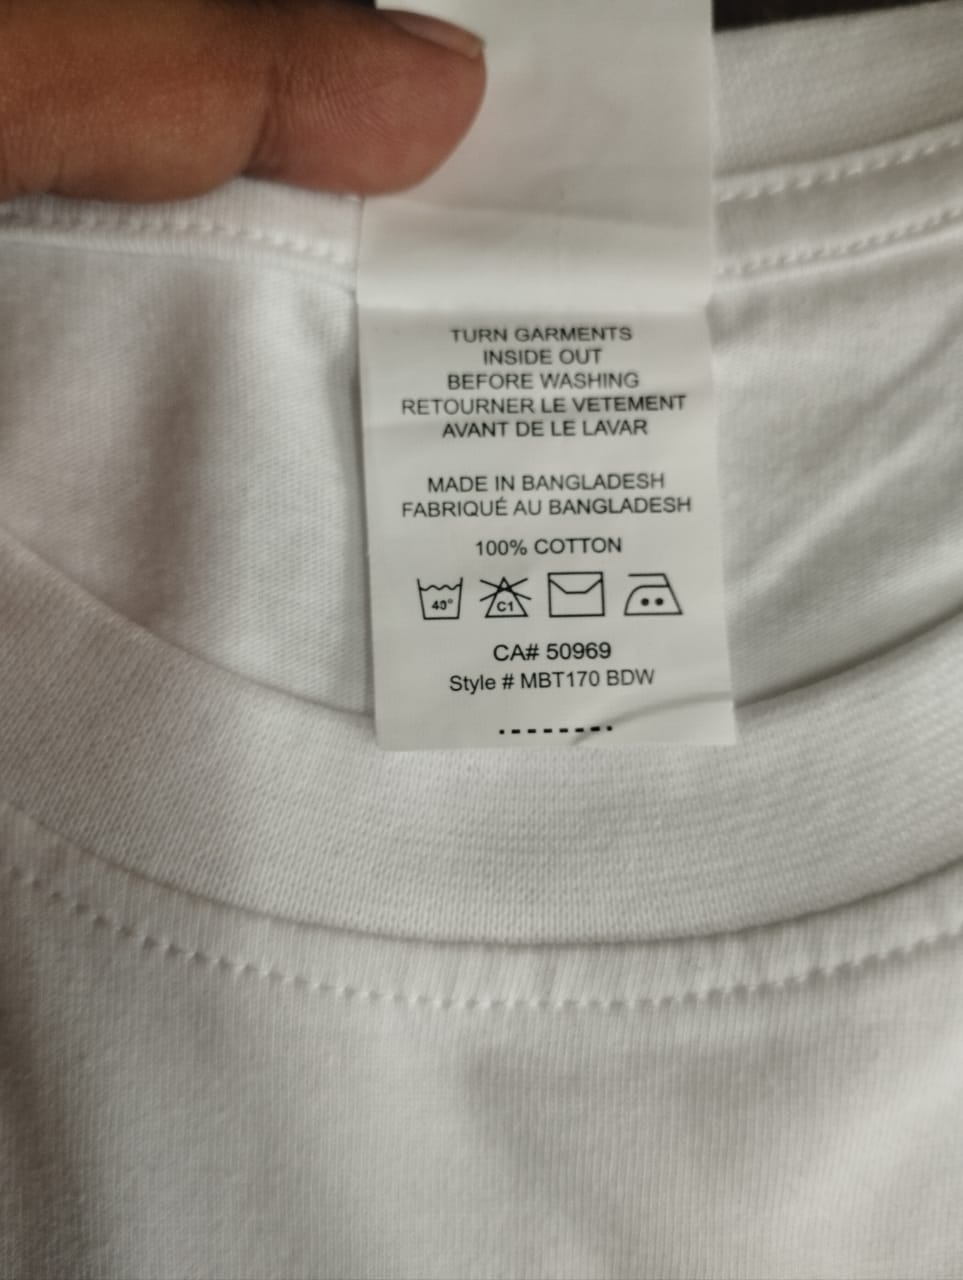 TURN GARMENTS
INSIDE OUT
BEFORE WASHING
RETOURNER LE VETEMENT
AVANT DE LE LAVAR
MADE IN BANGLADESH
FABRIQUÉ AU BANGLADESH
100% COTTON
40° C1
CA# 50969
Style # MBT170 BDW